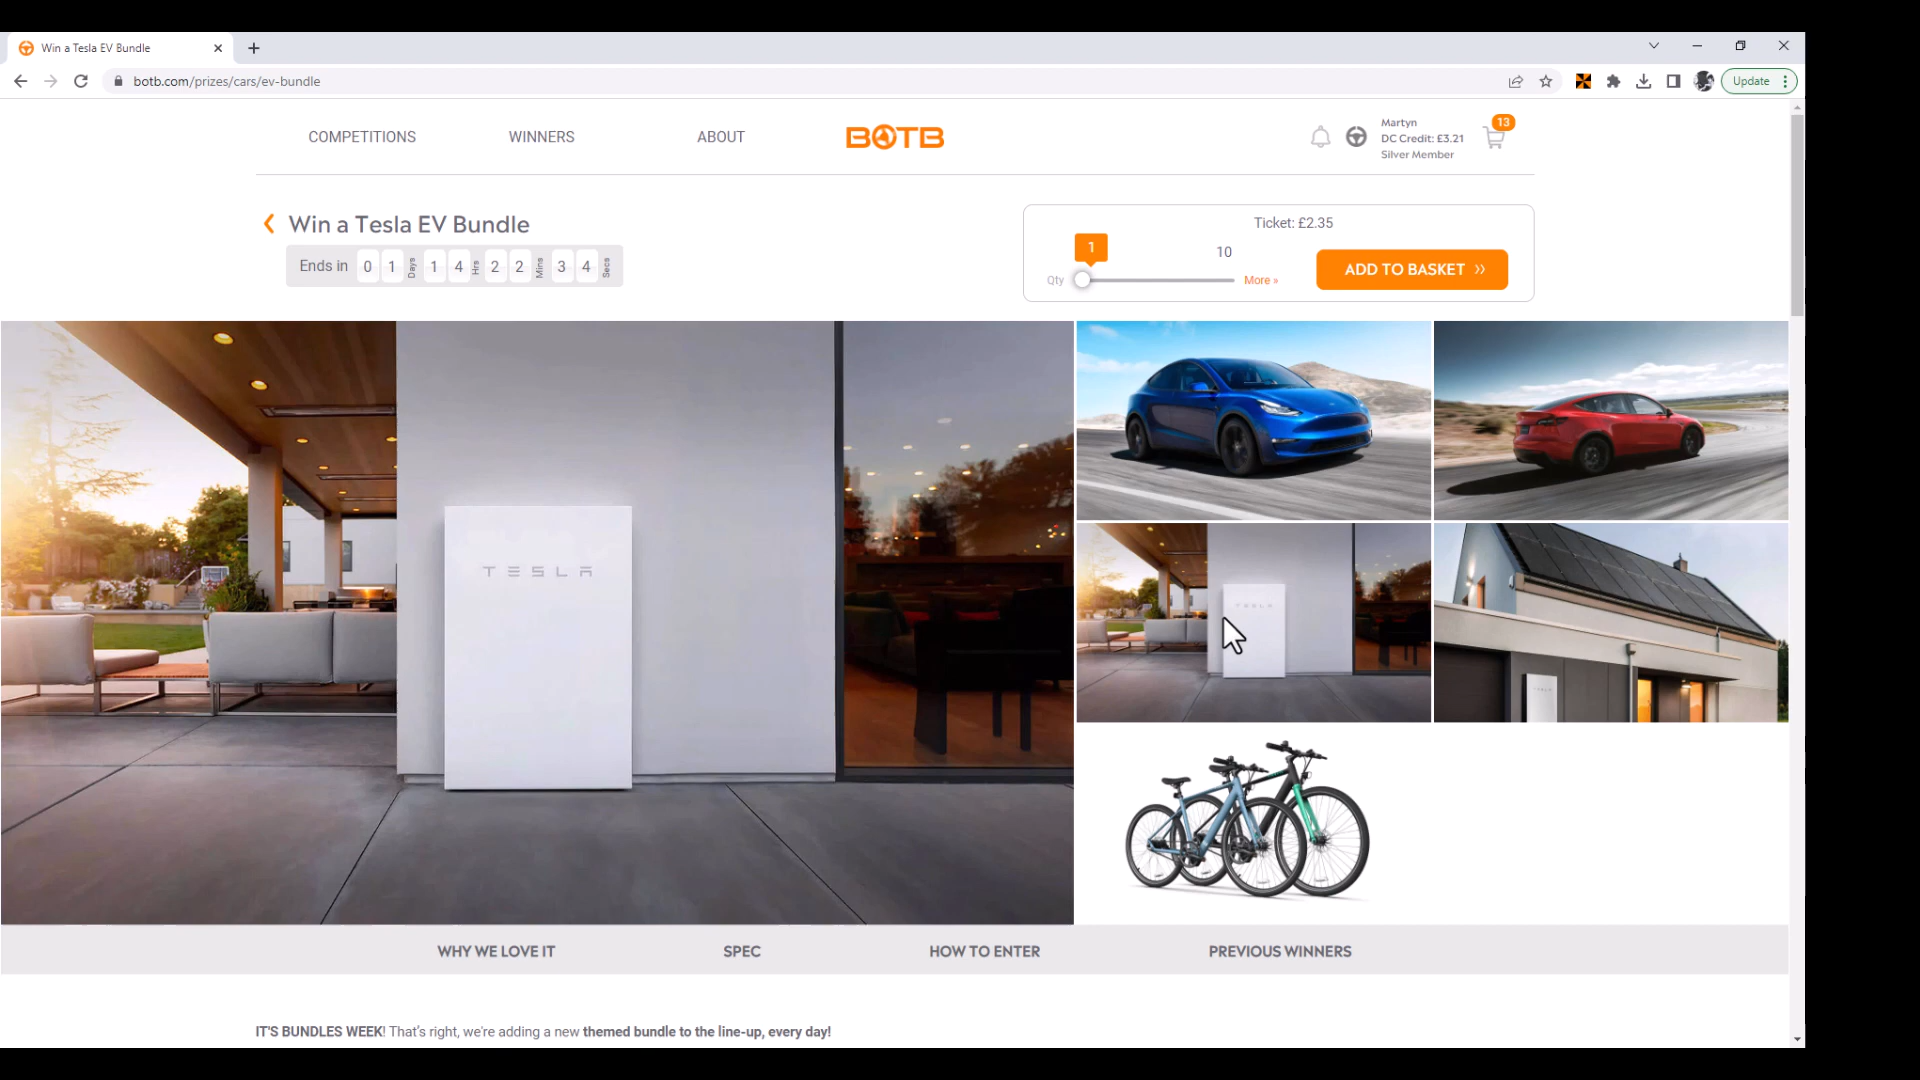 Win a Tesla EV Bundle
botb.com/prizes/cars/ev-bundle
Update
COMPETITIONS
WINNERS
ABOUT
BOTB
Martyn
DC Credit: £3.21
Silver Member
13
Win a Tesla EV Bundle
Ends in 0 1 Days 1 4 Hrs 2 2 Mins 3 4 Secs
Ticket: £2.35
1
10
Qty
More »
ADD TO BASKET »
TESLA
TESLA
WHY WE LOVE IT
SPEC
HOW TO ENTER
PREVIOUS WINNERS
IT'S BUNDLES WEEK! That's right, we're adding a new themed bundle to the line-up, every day!